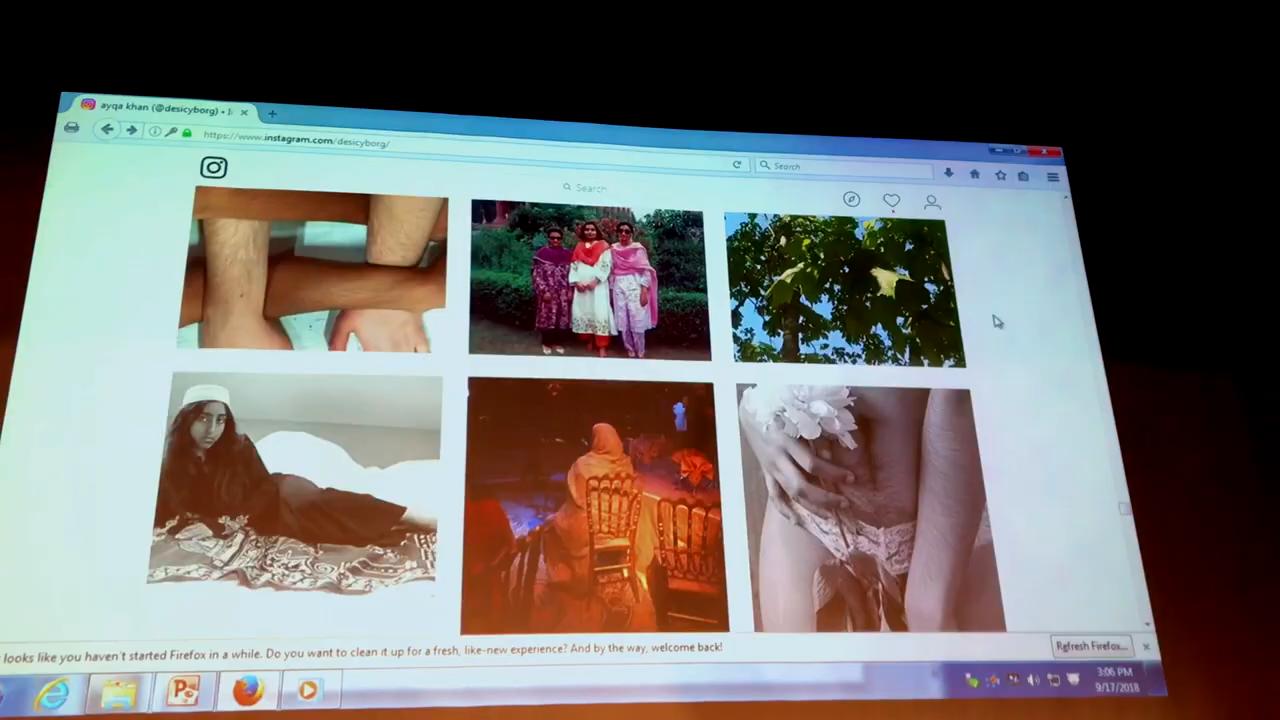 ayqa khan (@desicyborg) •
https://www.instagram.com/desicyborg/
Search
Search
looks like you haven't started Firefox in a while. Do you want to clean it up for a fresh, like-new experience? And by the way, welcome back!
Refresh Firefox...
3:06 PM
9/17/2018